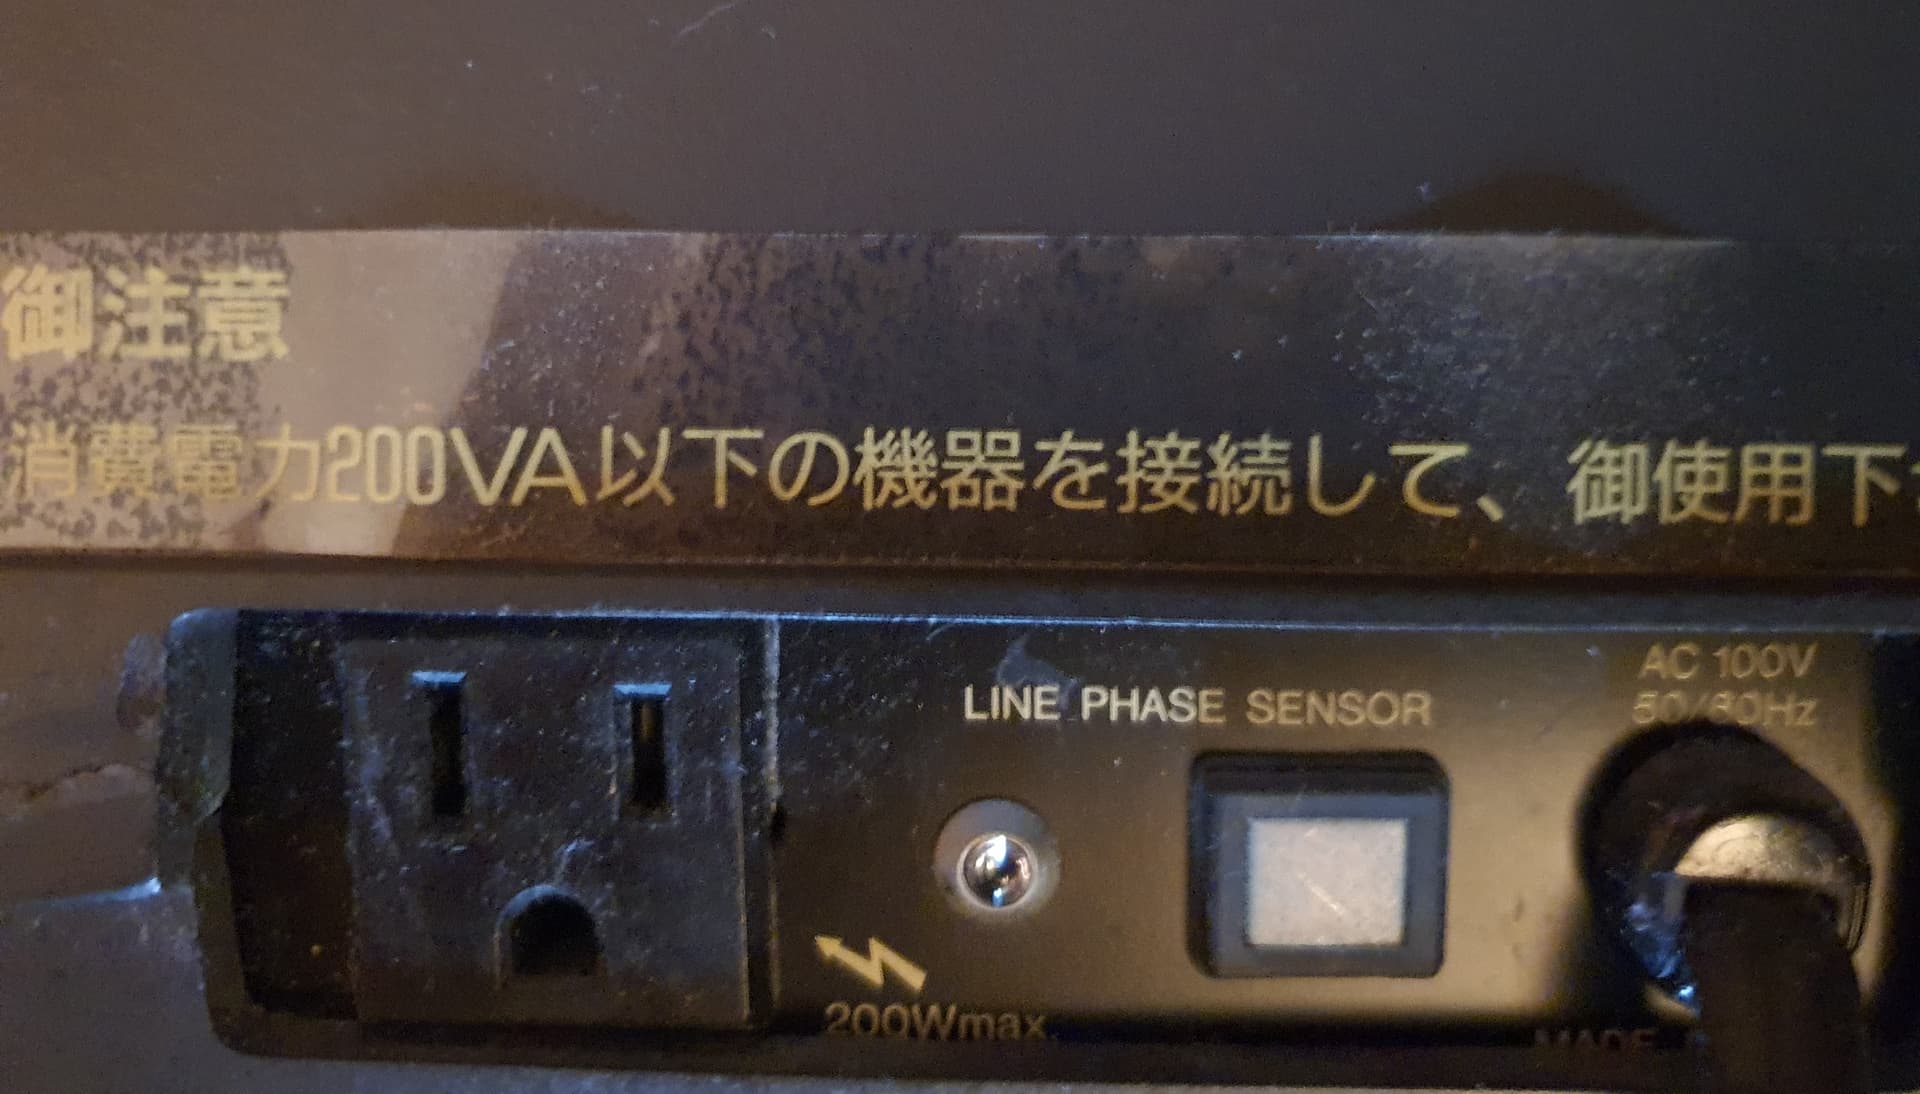 御注意
消費電力200VA以下の機器を接続して、御使用下
LINE PHASE SENSOR
AC 100V
50/60Hz
200Wmax.
MADE